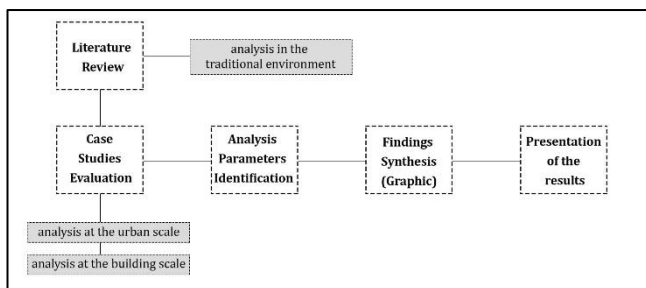 Literature
Review
analysis in the
traditional environment
Case
Studies
Evaluation
Analysis
Parameters
Identification
Findings
Synthesis
(Graphic)
Presentation
of the
results
analysis at the urban scale
analysis at the building scale